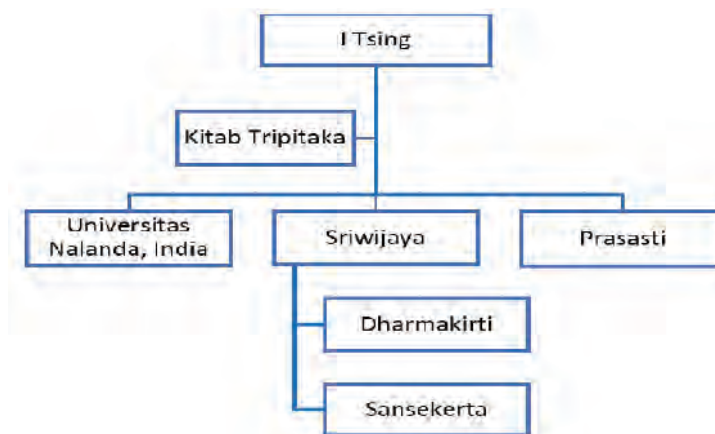 I Tsing
Kitab Tripitaka
Universitas
Nalanda, India
Sriwijaya
Prasasti
Dharmakirti
Sansekerta